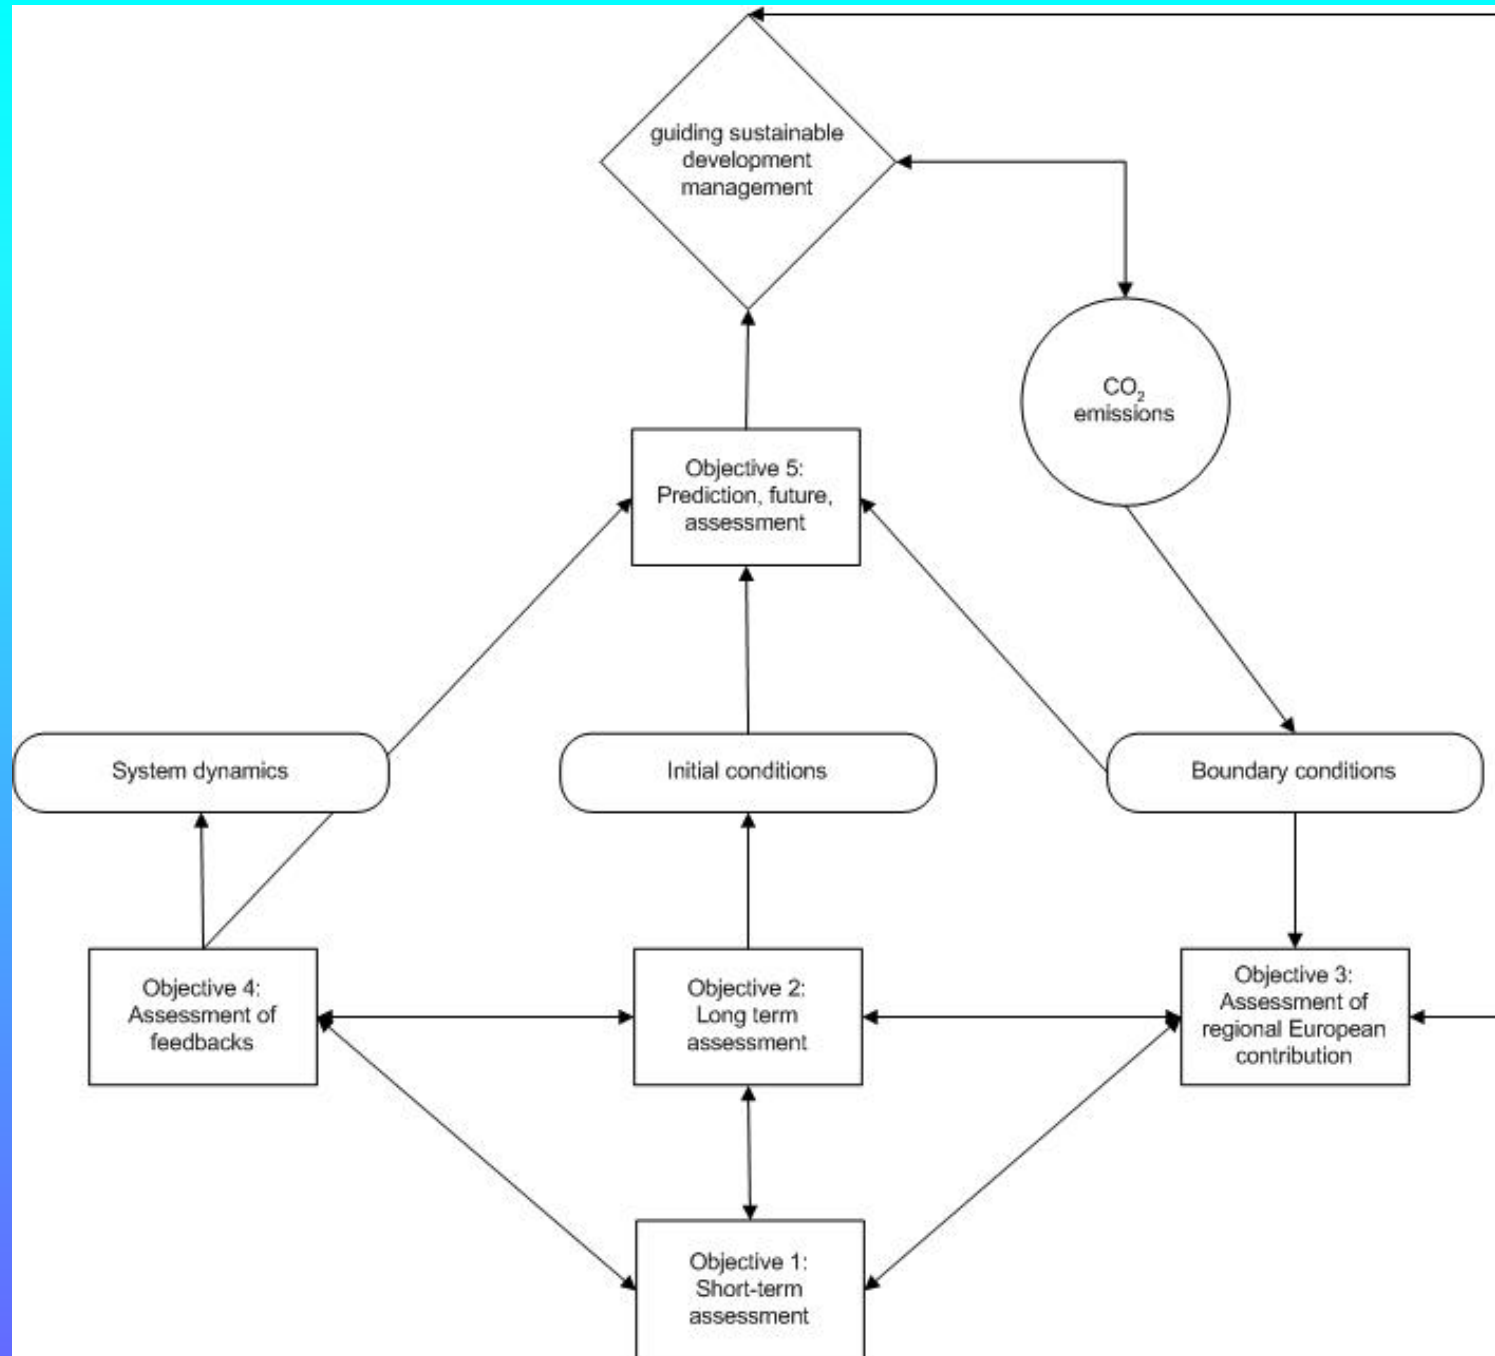 guiding sustainable
development
management
CO₂
emissions
Objective 5:
Prediction, future,
assessment
System dynamics
Initial conditions
Boundary conditions
Objective 4:
Assessment of
feedbacks
Objective 2:
Long term
assessment
Objective 3:
Assessment of
regional European
contribution
Objective 1:
Short-term
assessment